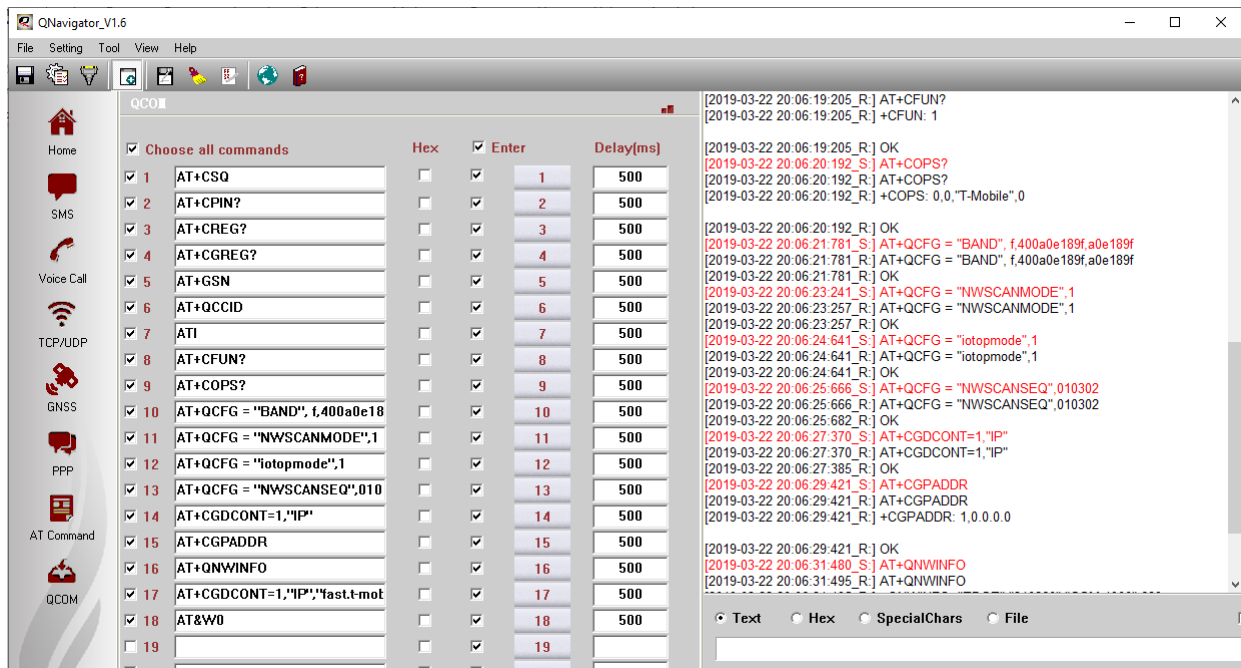 QNavigator_V1.6
File Setting Tool View Help
Home
SMS
Voice Call
TCP/UDP
GNSS
PPP
AT Command
QCOM
QCOM
Choose all commands Hex Enter Delay(ms)
1 AT+CSQ 1 500
2 AT+CPIN? 2 500
3 AT+CREG? 3 500
4 AT+CGREG? 4 500
5 AT+GSN 5 500
6 AT+QCCID 6 500
7 ATI 7 500
8 AT+CFUN? 8 500
9 AT+COPS? 9 500
10 AT+QCFG = "BAND", f,400a0e18 10 500
11 AT+QCFG = "NWSCANMODE",1 11 500
12 AT+QCFG = "iotopmode",1 12 500
13 AT+QCFG = "NWSCANSEQ",010 13 500
14 AT+CGDCONT=1,"IP" 14 500
15 AT+CGPADDR 15 500
16 AT+QNWINFO 16 500
17 AT+CGDCONT=1,"IP","fast.t-mot 17 500
18 AT&W0 18 500
19 19
[2019-03-22 20:06:19:205_R:] AT+CFUN?
[2019-03-22 20:06:19:205_R:] +CFUN: 1
[2019-03-22 20:06:19:205_R:] OK
[2019-03-22 20:06:20:192_S:] AT+COPS?
[2019-03-22 20:06:20:192_R:] AT+COPS?
[2019-03-22 20:06:20:192_R:] +COPS: 0,0,"T-Mobile",0
[2019-03-22 20:06:20:192_R:] OK
[2019-03-22 20:06:21:781_S:] AT+QCFG = "BAND", f,400a0e189f,a0e189f
[2019-03-22 20:06:21:781_R:] AT+QCFG = "BAND", f,400a0e189f,a0e189f
[2019-03-22 20:06:21:781_R:] OK
[2019-03-22 20:06:23:241_S:] AT+QCFG = "NWSCANMODE",1
[2019-03-22 20:06:23:257_R:] AT+QCFG = "NWSCANMODE",1
[2019-03-22 20:06:23:257_R:] OK
[2019-03-22 20:06:24:641_S:] AT+QCFG = "iotopmode",1
[2019-03-22 20:06:24:641_R:] AT+QCFG = "iotopmode",1
[2019-03-22 20:06:24:641_R:] OK
[2019-03-22 20:06:25:666_S:] AT+QCFG = "NWSCANSEQ",010302
[2019-03-22 20:06:25:666_R:] AT+QCFG = "NWSCANSEQ",010302
[2019-03-22 20:06:25:682_R:] OK
[2019-03-22 20:06:27:370_S:] AT+CGDCONT=1,"IP"
[2019-03-22 20:06:27:370_R:] AT+CGDCONT=1,"IP"
[2019-03-22 20:06:27:385_R:] OK
[2019-03-22 20:06:29:421_S:] AT+CGPADDR
[2019-03-22 20:06:29:421_R:] AT+CGPADDR
[2019-03-22 20:06:29:421_R:] +CGPADDR: 1,0.0.0.0
[2019-03-22 20:06:29:421_R:] OK
[2019-03-22 20:06:31:480_S:] AT+QNWINFO
[2019-03-22 20:06:31:495_R:] AT+QNWINFO
Text Hex SpecialChars File